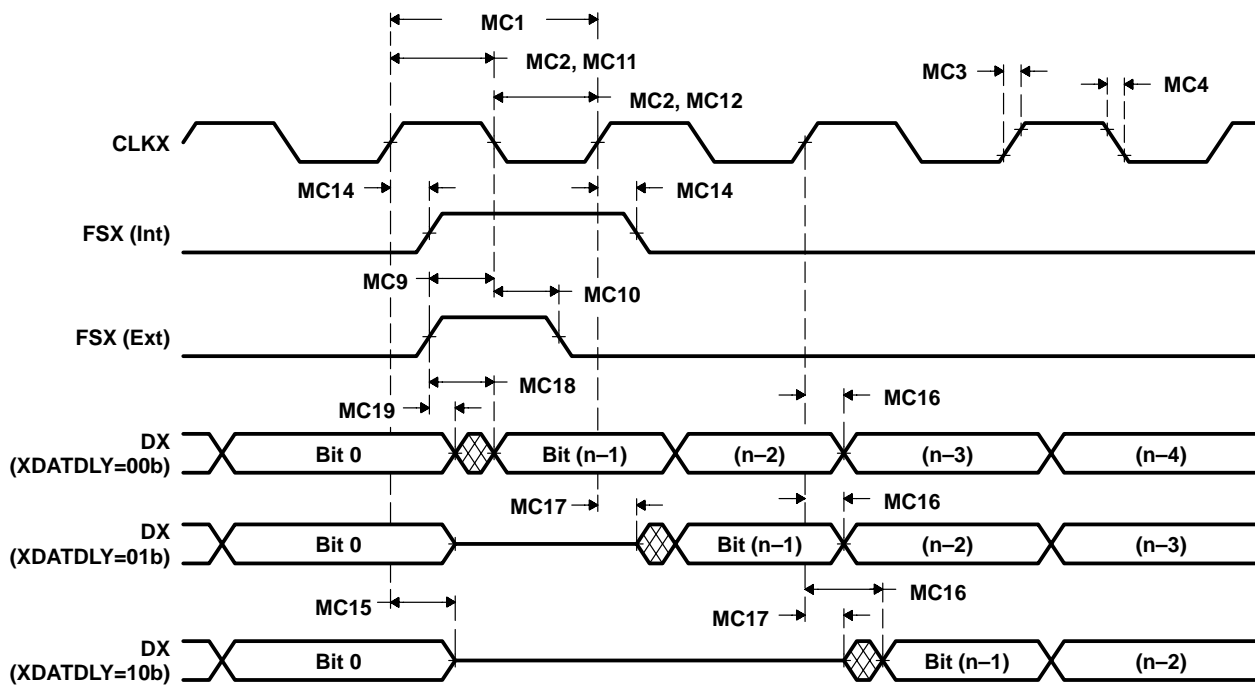 MC1
MC2, MC11
MC3
MC4
MC2, MC12
CLKX
MC14
MC14
FSX (Int)
MC9
MC10
FSX (Ext)
MC18
MC19
MC16
DX
(XDATDLY=00b)
Bit 0
Bit (n–1)
(n–2)
(n–3)
(n–4)
MC17
MC16
DX
(XDATDLY=01b)
Bit 0
Bit (n–1)
(n–2)
(n–3)
MC15
MC17
MC16
DX
(XDATDLY=10b)
Bit 0
Bit (n–1)
(n–2)